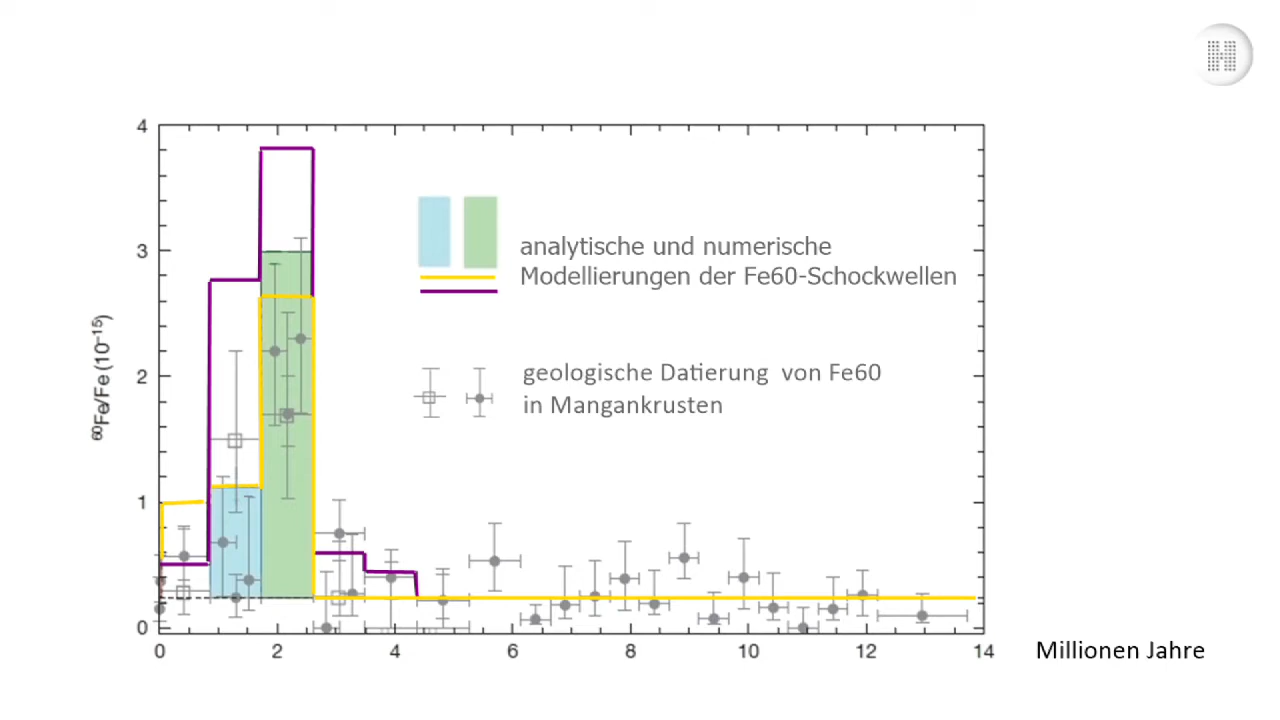 H
4
3
2
1
0
⁶⁰Fe/Fe (10⁻¹⁵)
analytische und numerische
Modellierungen der Fe60-Schockwellen
geologische Datierung von Fe60
in Mangankrusten
0 2 4 6 8 10 12 14
Millionen Jahre